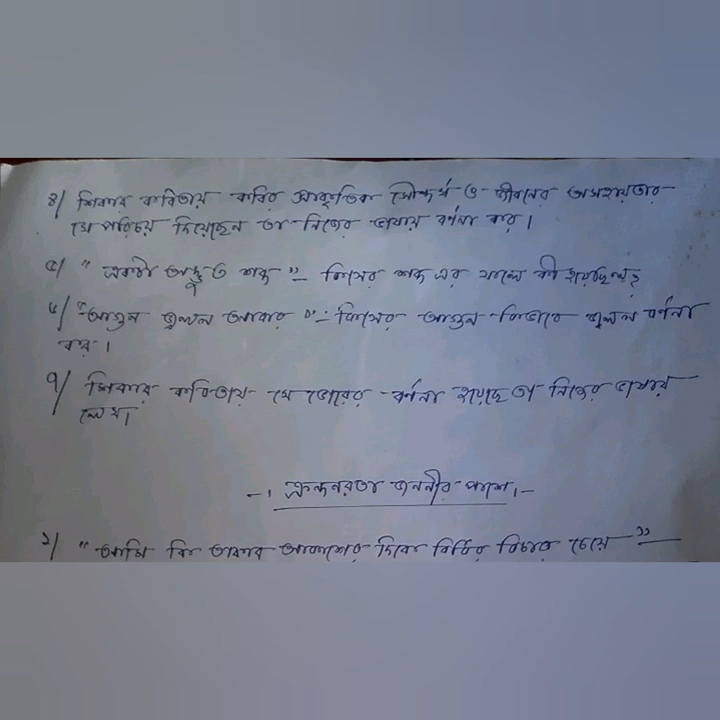 ৪/ শিকার কবিতায় কবির প্রাকৃতিক সৌন্দর্য ও জীবনের অসহায়তার
যে পরিচয় দিয়েছেন তা নিজের ভাষায় বর্ণনা কর।
৫/ " একটা অদ্ভুত শব্দ " — কিসের শব্দ এর ফলে কী হয়েছিল?
৬/ "আগুন জ্বলল আবার" :- কিসের আগুন কিভাবে জ্বলল বর্ণনা
কর।
৭/ শিকার কবিতায় যে ভোরের বর্ণনা হয়েছে তা নিজের ভাষায়
লেখ।
-। ক্রন্দনরতা জননীর পাশে।-
১/ " আমি কি তাকাব আকাশের দিকে বিধির বিচার চেয়ে " —